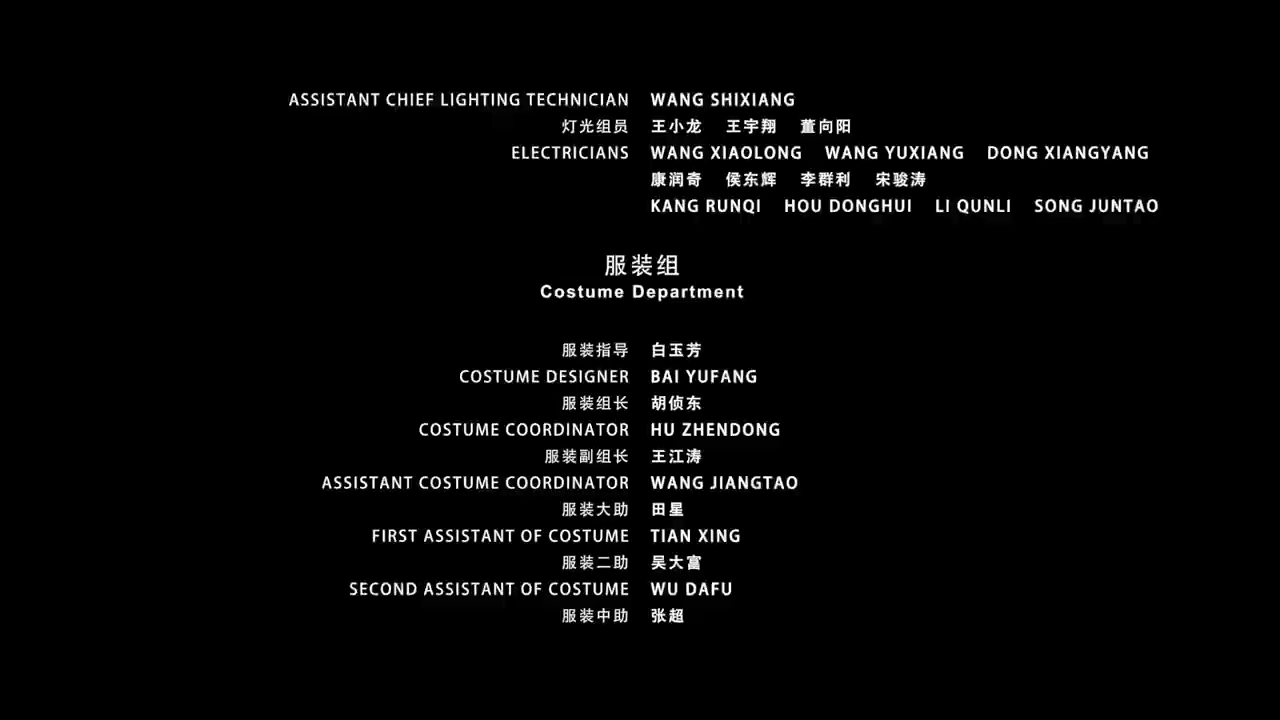 ASSISTANT CHIEF LIGHTING TECHNICIAN WANG SHIXIANG
灯光组员 王小龙 王宇翔 董向阳
ELECTRICIANS WANG XIAOLONG WANG YUXIANG DONG XIANGYANG
康润奇 侯东辉 李群利 宋骏涛
KANG RUNQI HOU DONGHUI LI QUNLI SONG JUNTAO
服装组
Costume Department
服装指导 白玉芳
COSTUME DESIGNER BAI YUFANG
服装组长 胡侦东
COSTUME COORDINATOR HU ZHENDONG
服装副组长 王江涛
ASSISTANT COSTUME COORDINATOR WANG JIANGTAO
服装大助 田星
FIRST ASSISTANT OF COSTUME TIAN XING
服装二助 吴大富
SECOND ASSISTANT OF COSTUME WU DAFU
服装中助 张超